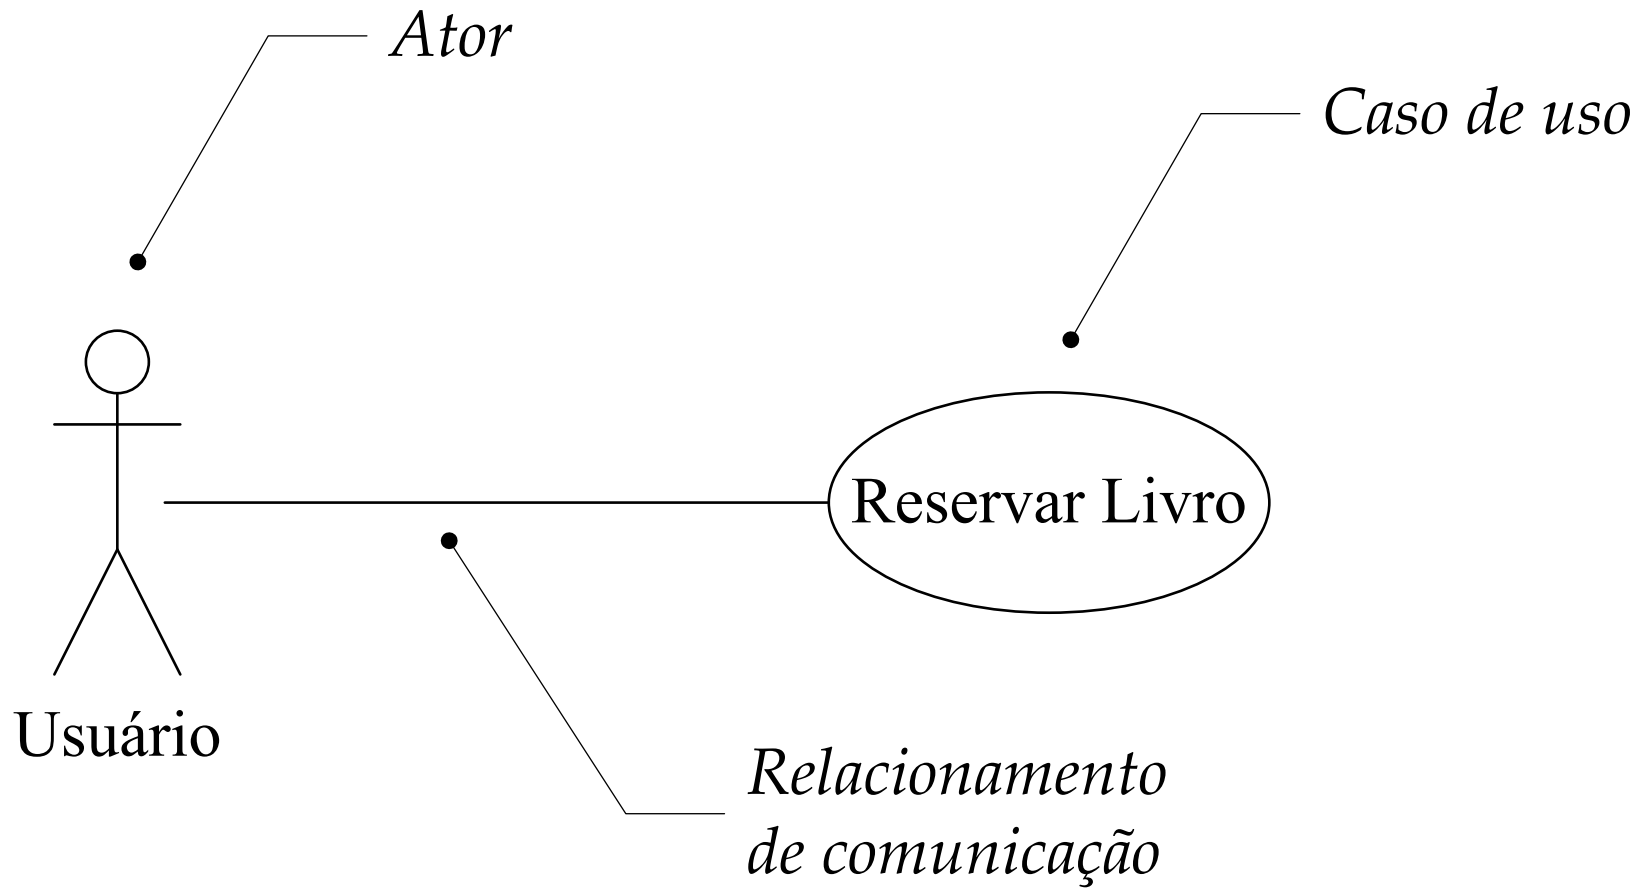 Ator
Caso de uso
Reservar Livro
Usuário
Relacionamento
de comunicação